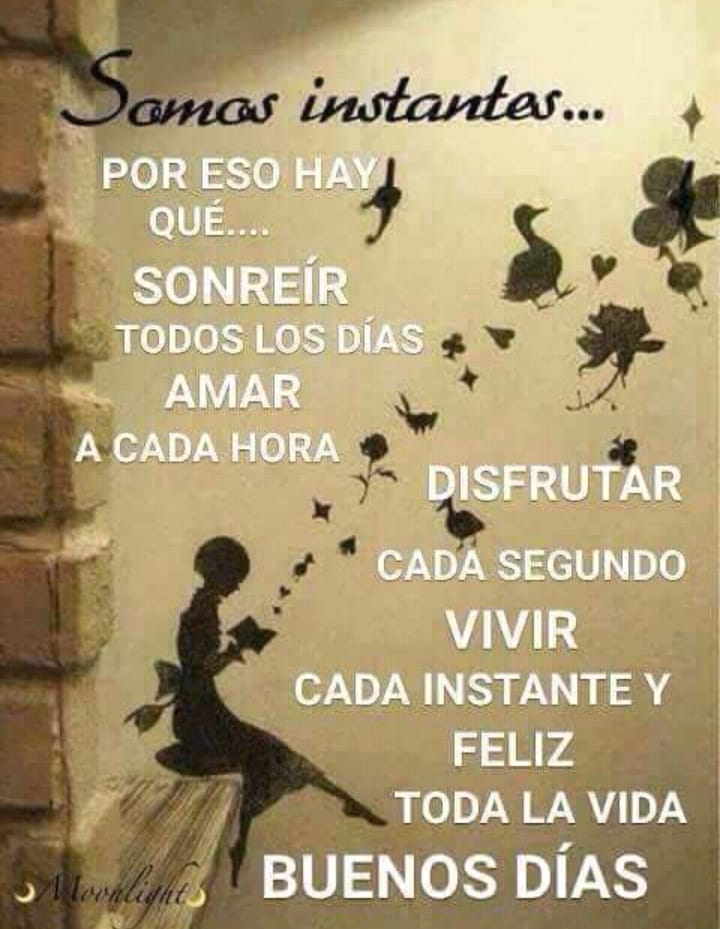 Somos instantes...
POR ESO HAY
QUÉ....
SONREÍR
TODOS LOS DÍAS
AMAR
A CADA HORA
DISFRUTAR
CADA SEGUNDO
VIVIR
CADA INSTANTE Y
FELIZ
TODA LA VIDA
BUENOS DÍAS
Moonlight